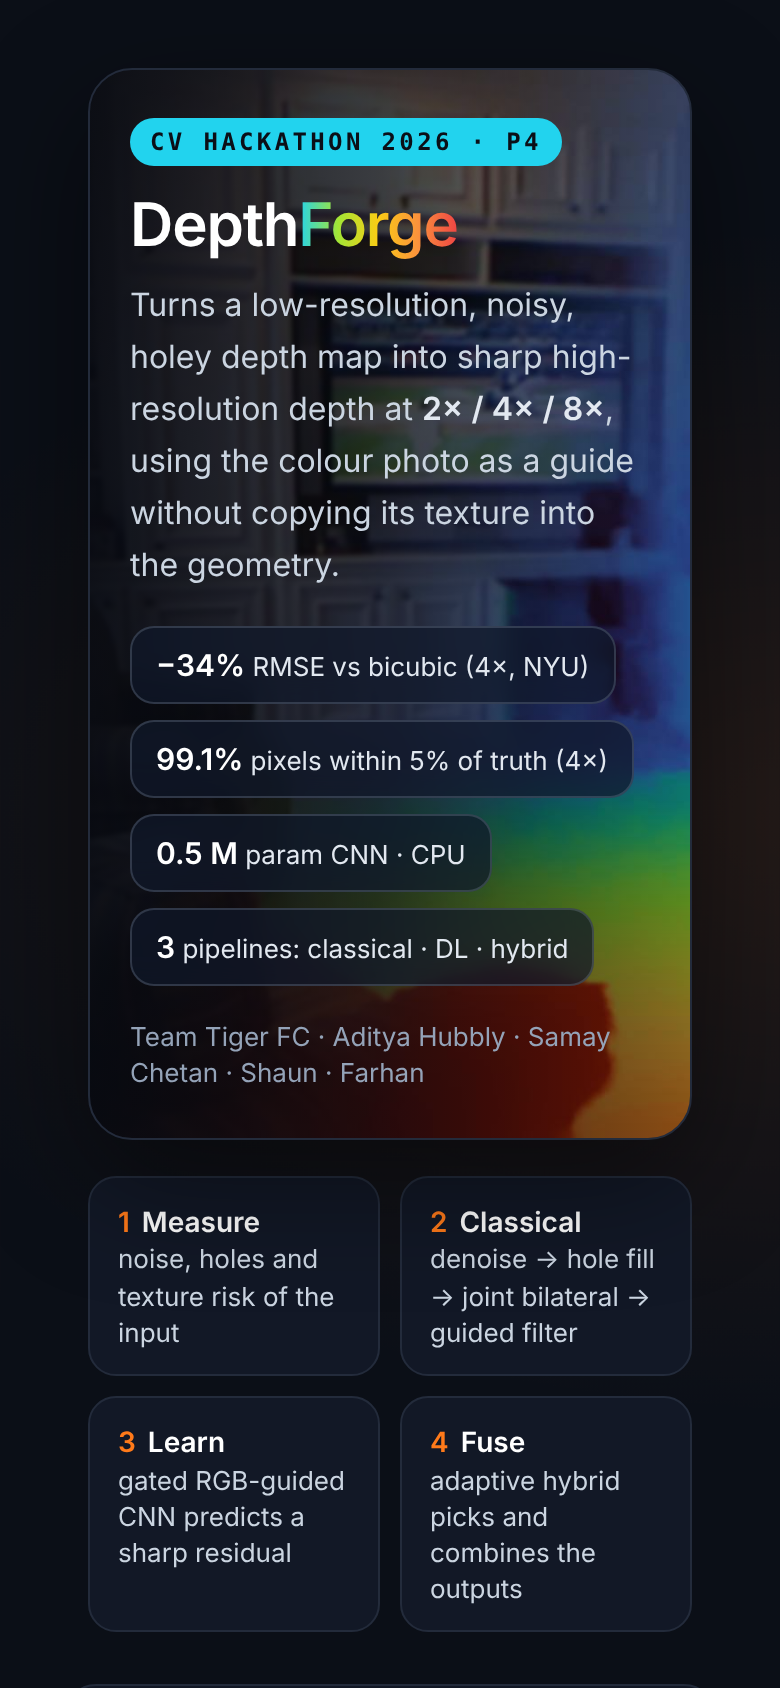 CV HACKATHON 2026 · P4
DepthForge
Turns a low-resolution, noisy,
holey depth map into sharp high-
resolution depth at 2× / 4× / 8×,
using the colour photo as a guide
without copying its texture into
the geometry.
−34% RMSE vs bicubic (4×, NYU)
99.1% pixels within 5% of truth (4×)
0.5 M param CNN · CPU
3 pipelines: classical · DL · hybrid
Team Tiger FC · Aditya Hubbly · Samay
Chetan · Shaun · Farhan
1 Measure
noise, holes and
texture risk of the
input
2 Classical
denoise → hole fill
→ joint bilateral →
guided filter
3 Learn
gated RGB-guided
CNN predicts a
sharp residual
4 Fuse
adaptive hybrid
picks and
combines the
outputs